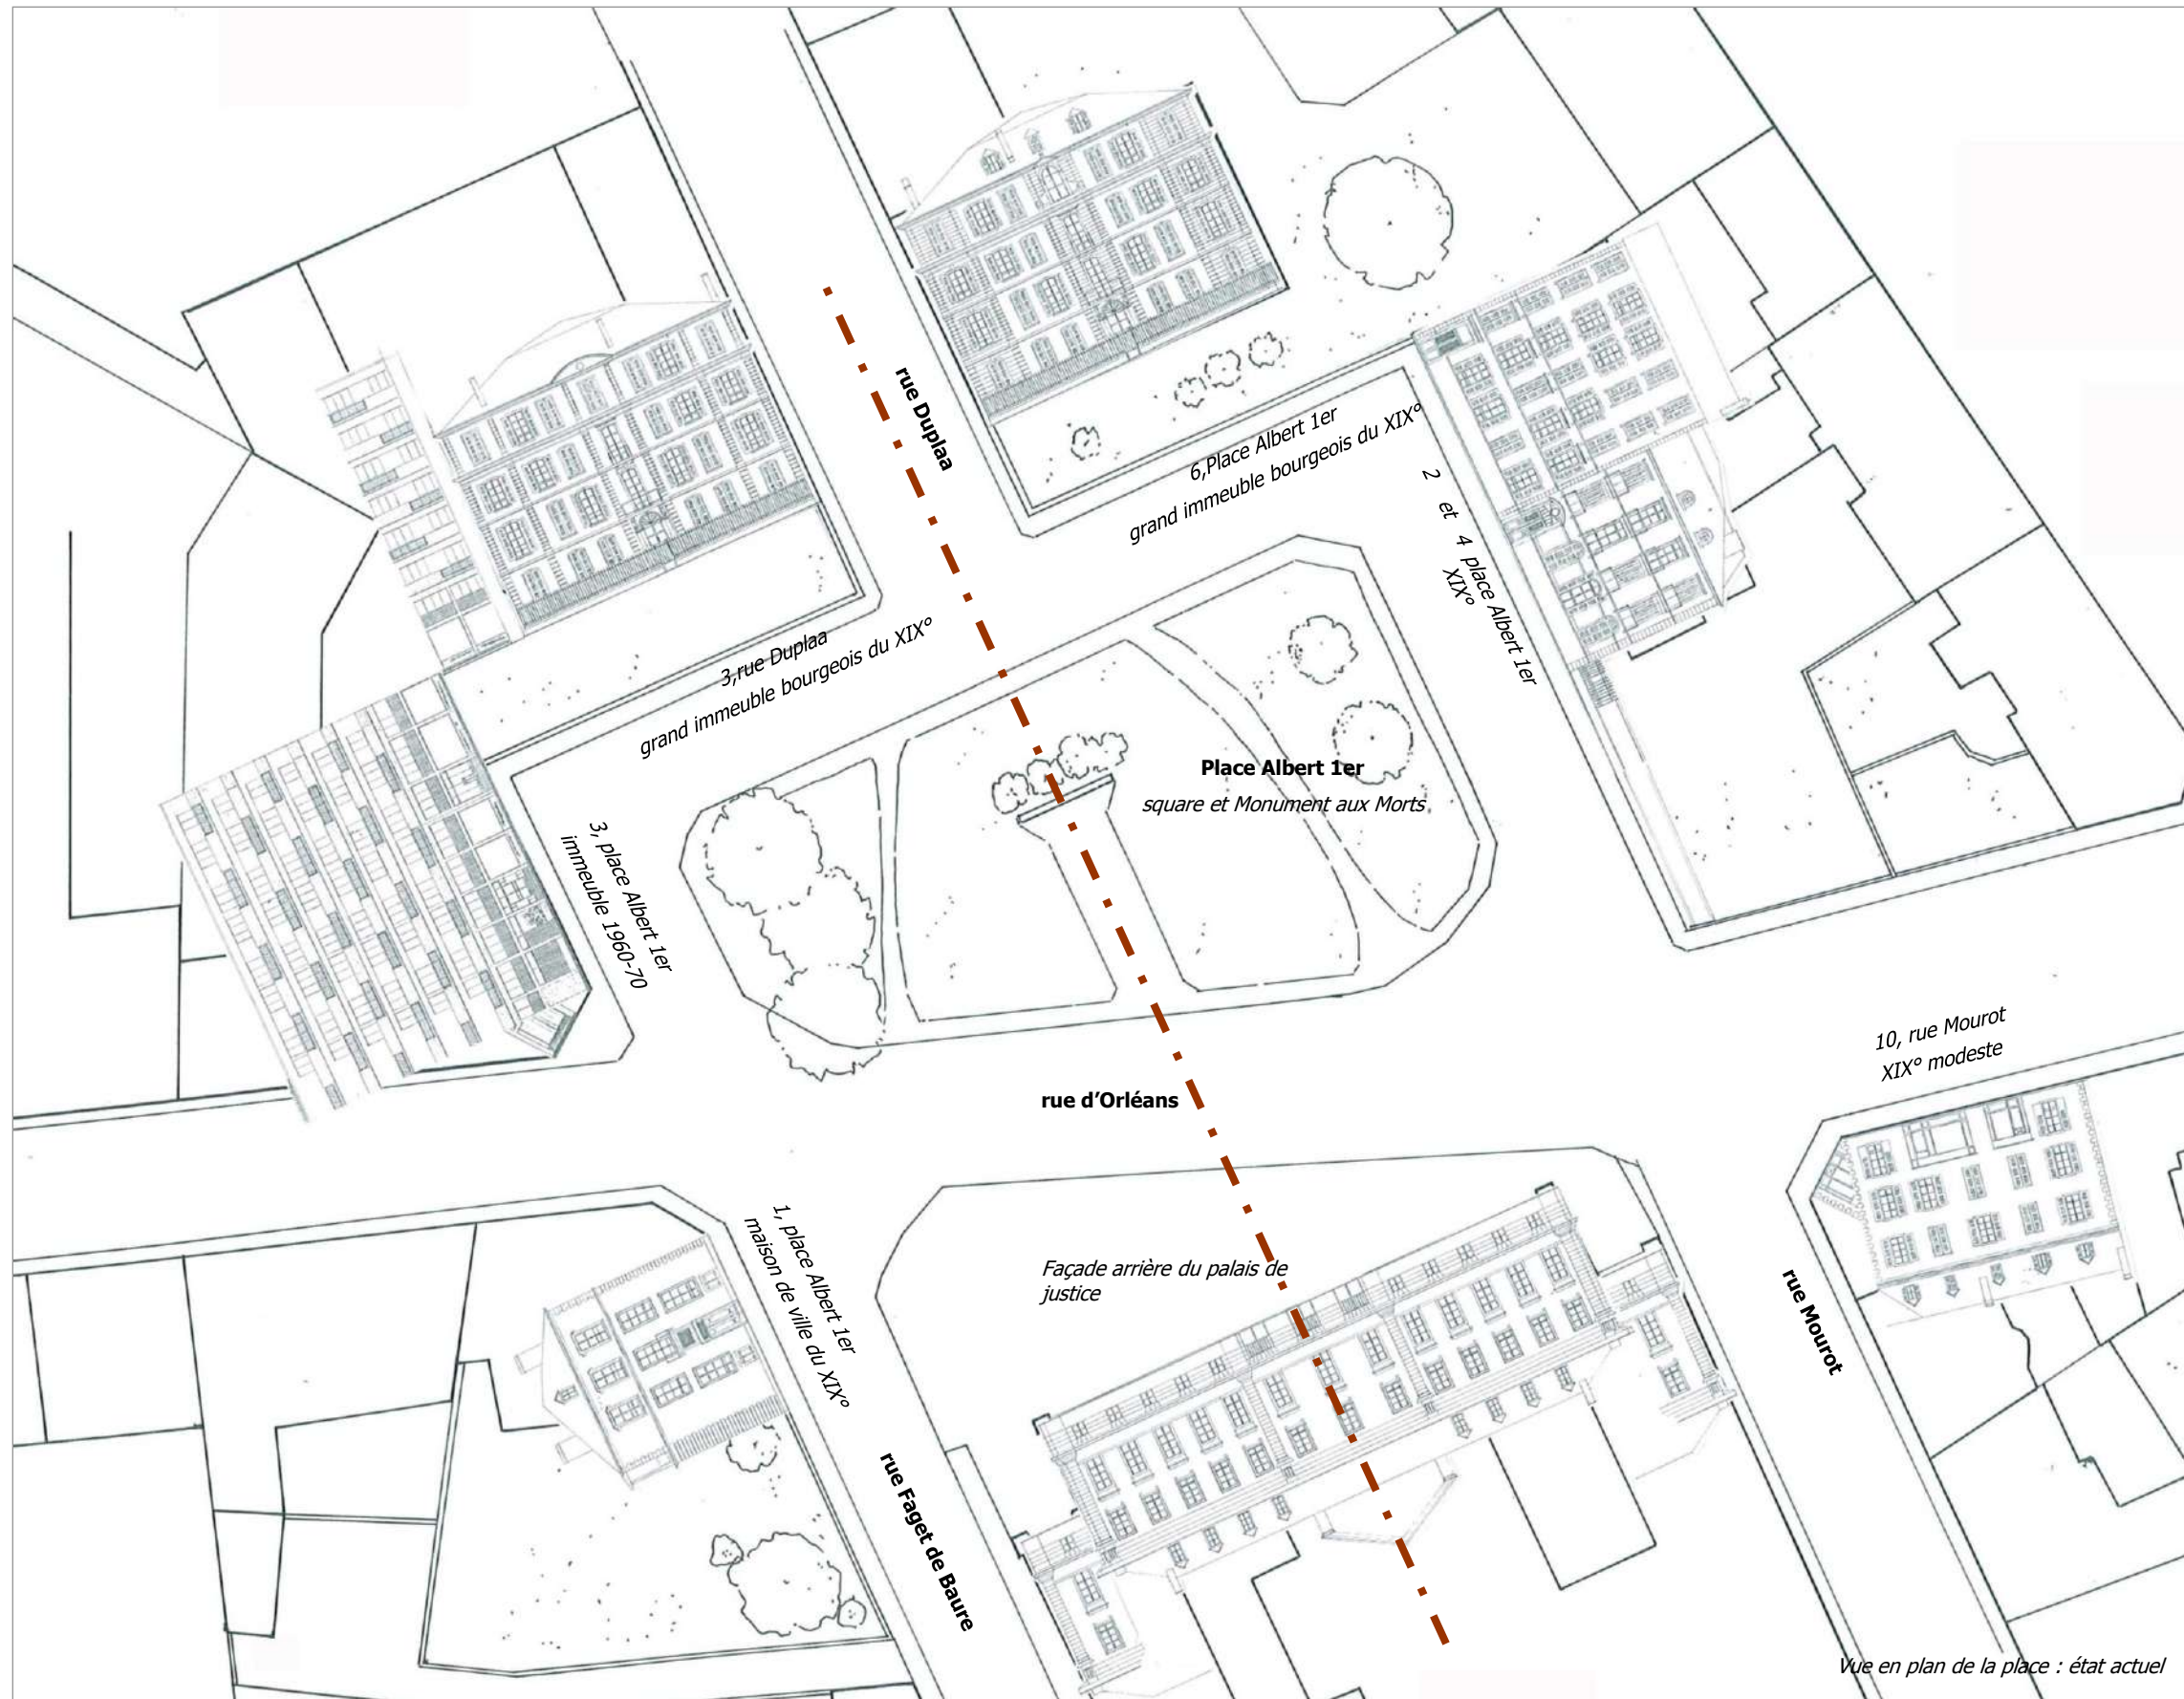 rue Duplaa
6,Place Albert 1er
grand immeuble bourgeois du XIX°
2 et 4 place Albert 1er
XIX°
3,rue Duplaa
grand immeuble bourgeois du XIX°
Place Albert 1er
square et Monument aux Morts
3, place Albert 1er
immeuble 1960-70
10, rue Mourot
XIX° modeste
rue d'Orléans
1, place Albert 1er
maison de ville du XIX°
Façade arrière du palais de
justice
rue Mourot
rue Faget de Baure
Vue en plan de la place : état actuel